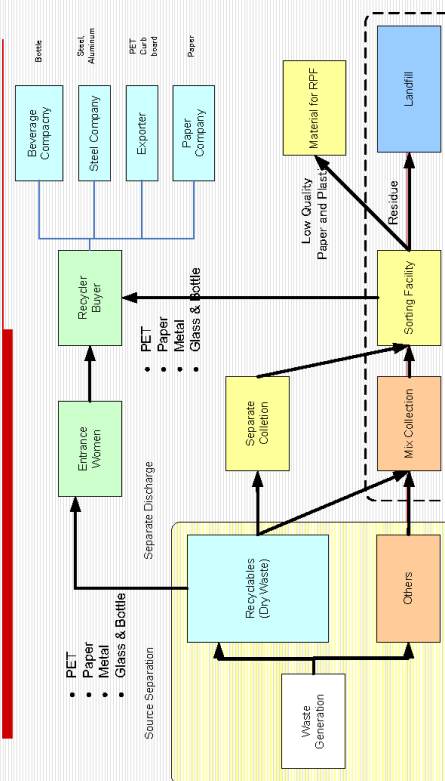 Source Separation
Separate Discharge
• PET
• Paper
• Metal
• Glass & Bottle
Waste
Generation
Recyclables
(Dry Waste)
Others
Entrance
Women
Separate
Colletion
Mix Collection
• PET
• Paper
• Metal
• Glass & Bottle
Recycler
Buyer
Sorting Facility
Low Quality
Paper and Plast
Residue
Beverage
Compacny
Bottle
Steel Company
Steel,
Aluminum
Exporter
PET
Curb
board
Paper
Company
Paper
Material for RPF
Landfill